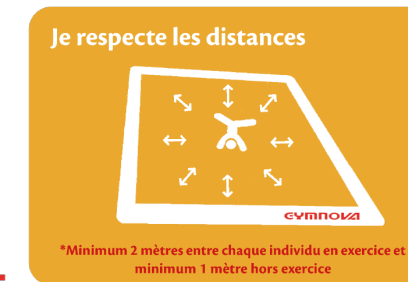 Je respecte les distances
GYMNOVA
*Minimum 2 mètres entre chaque individu en exercice et
minimum 1 mètre hors exercice